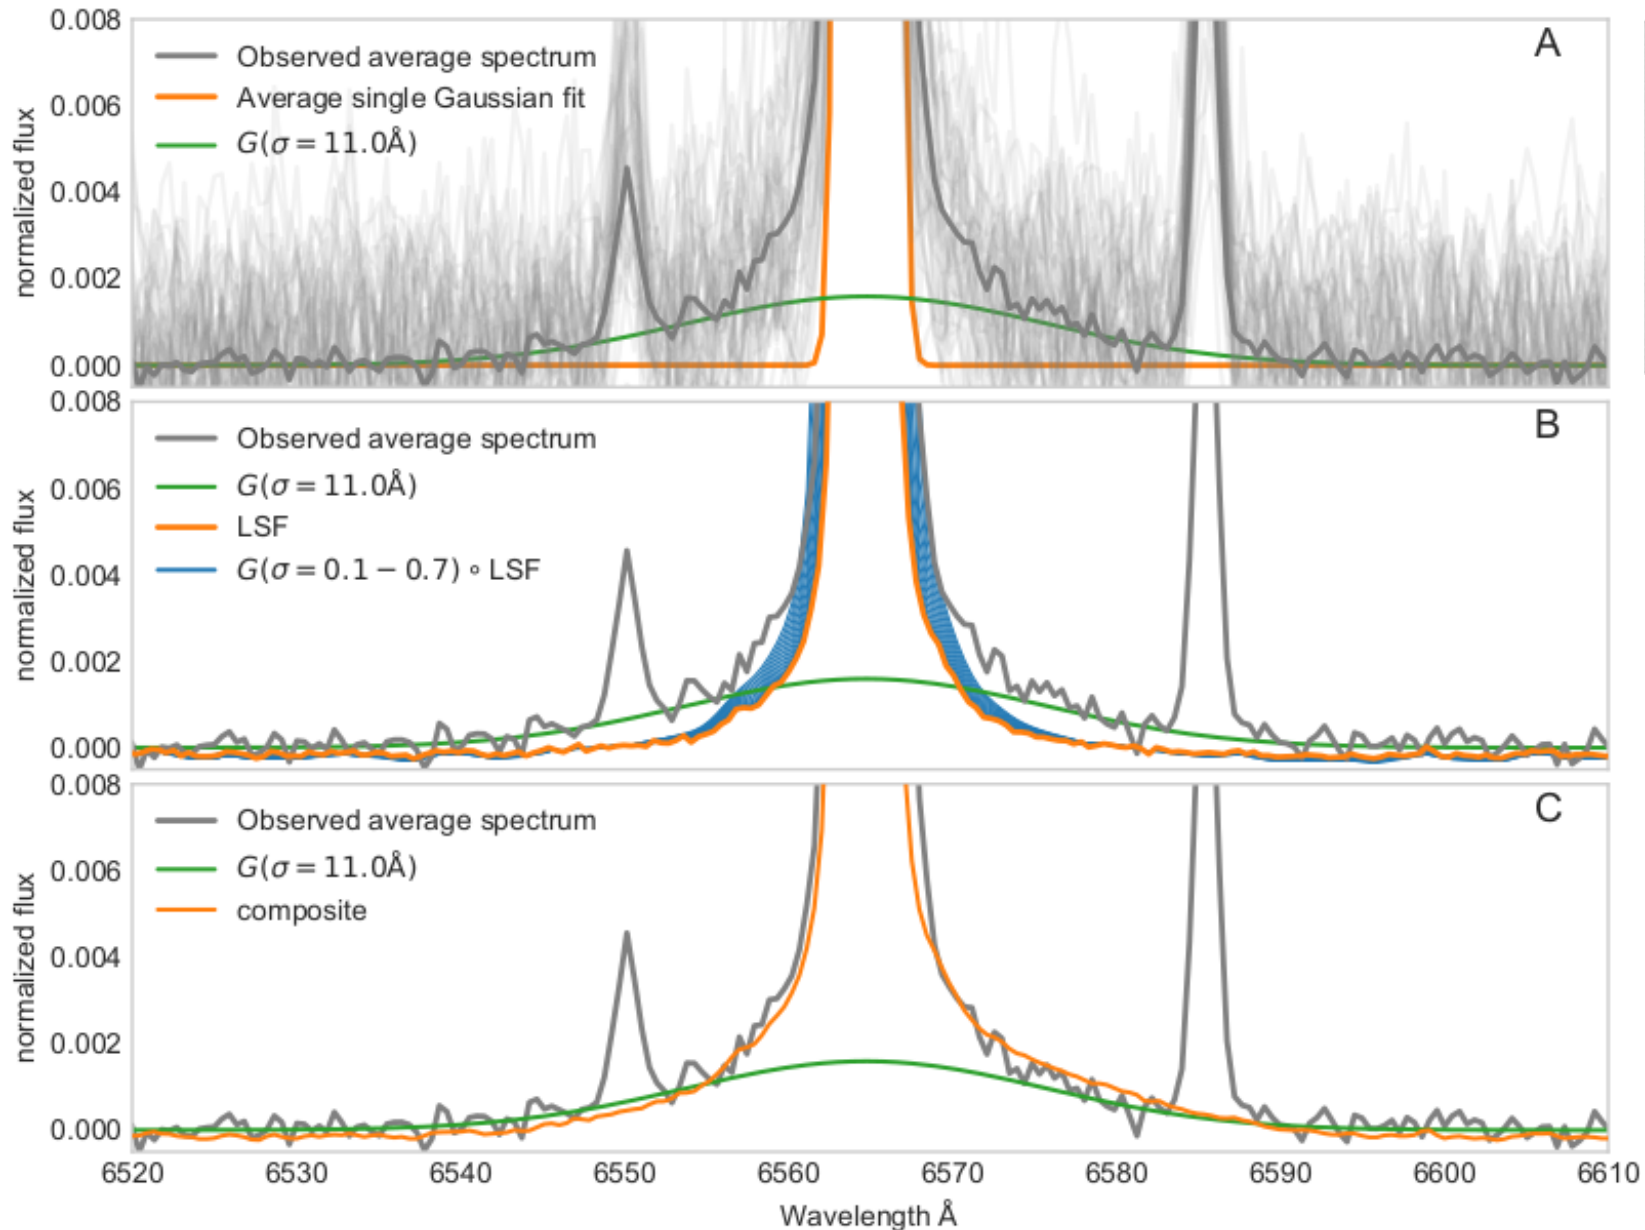 0.008
0.006
0.004
0.002
0.000
normalized flux
Observed average spectrum
Average single Gaussian fit
G(σ = 11.0Å)
A
0.008
0.006
0.004
0.002
0.000
normalized flux
Observed average spectrum
G(σ = 11.0Å)
LSF
G(σ = 0.1 − 0.7) ∘ LSF
B
0.008
0.006
0.004
0.002
0.000
normalized flux
Observed average spectrum
G(σ = 11.0Å)
composite
C
6520 6530 6540 6550 6560 6570 6580 6590 6600 6610
Wavelength Å